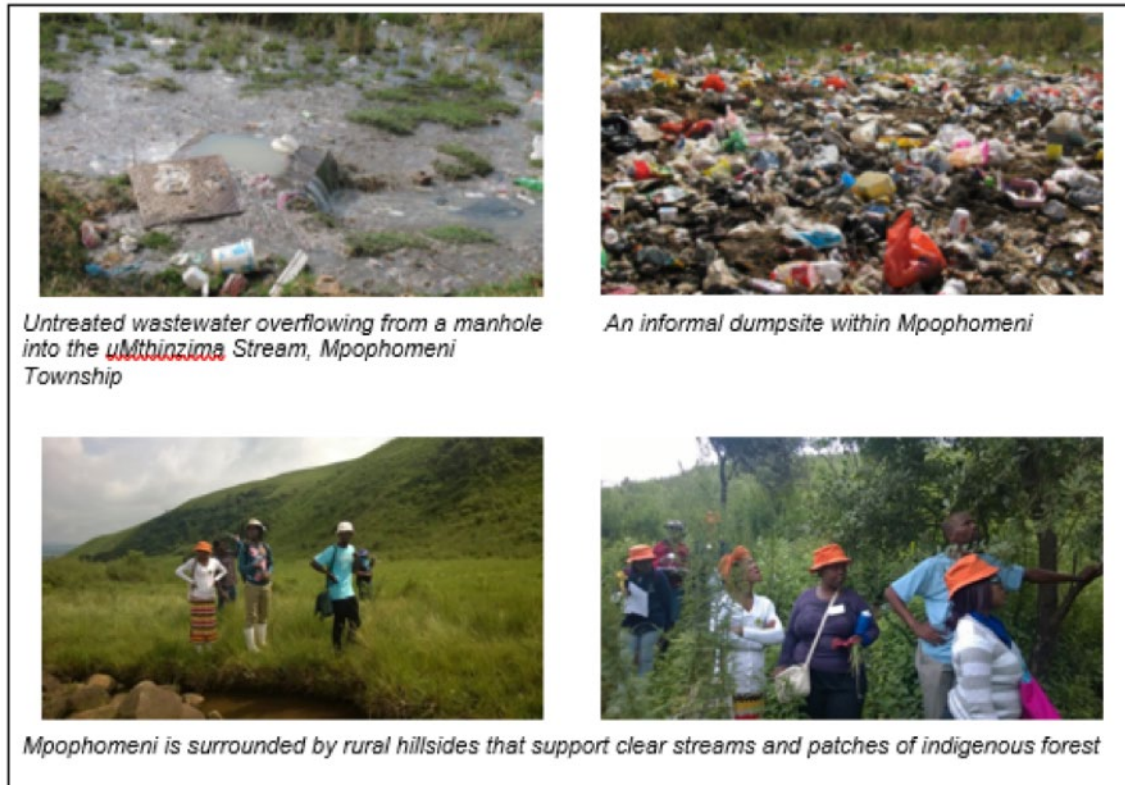 Untreated wastewater overflowing from a manhole
into the uMthinzima Stream, Mpophomeni
Township
An informal dumpsite within Mpophomeni
Mpophomeni is surrounded by rural hillsides that support clear streams and patches of indigenous forest